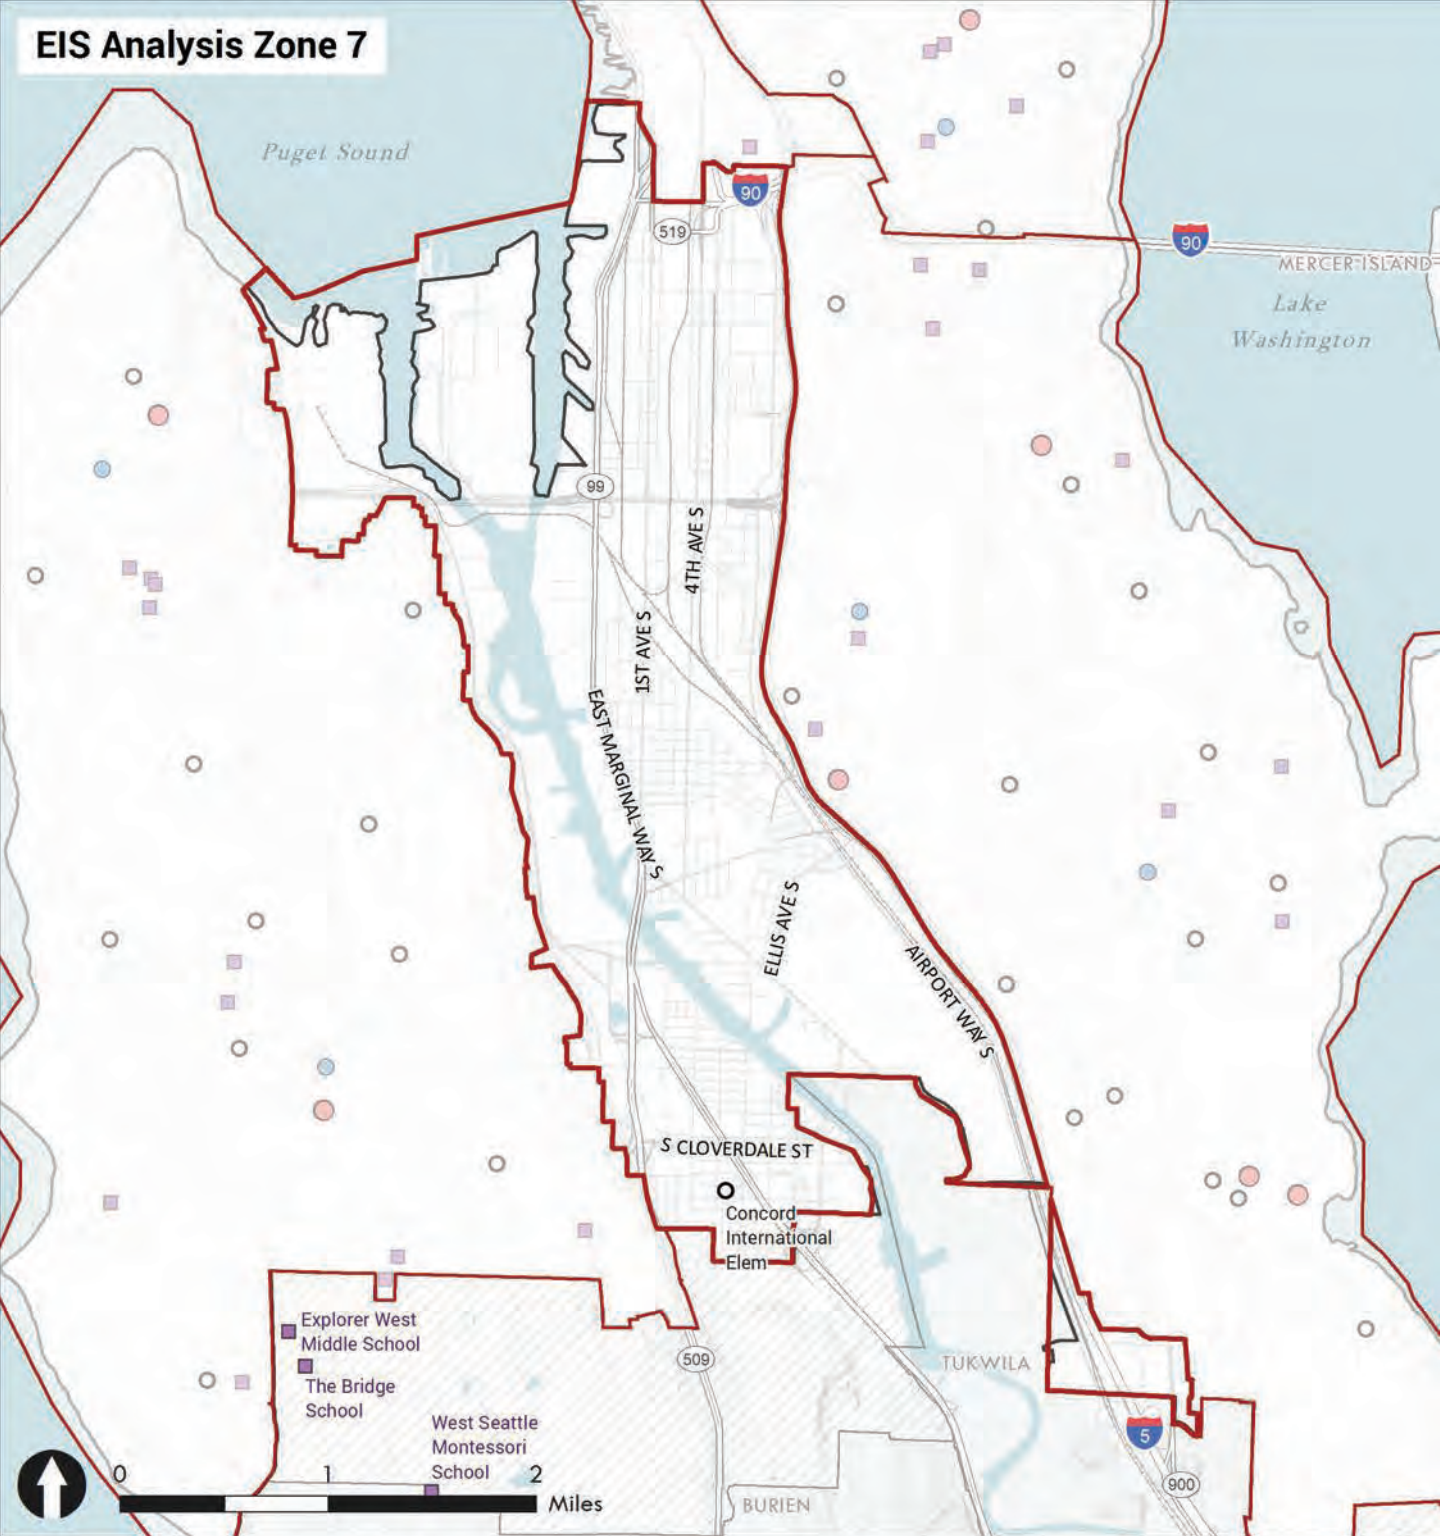 EIS Analysis Zone 7
Puget Sound
90
519
90
MERCER ISLAND
Lake
Washington
99
4TH AVE S
1ST AVE S
EAST MARGINAL WAY S
ELLIS AVE S
AIRPORT WAY S
S CLOVERDALE ST
Concord
International
Elem
Explorer West
Middle School
The Bridge
School
West Seattle
Montessori
School
509
TUKWILA
5
900
BURIEN
0
1
2
Miles